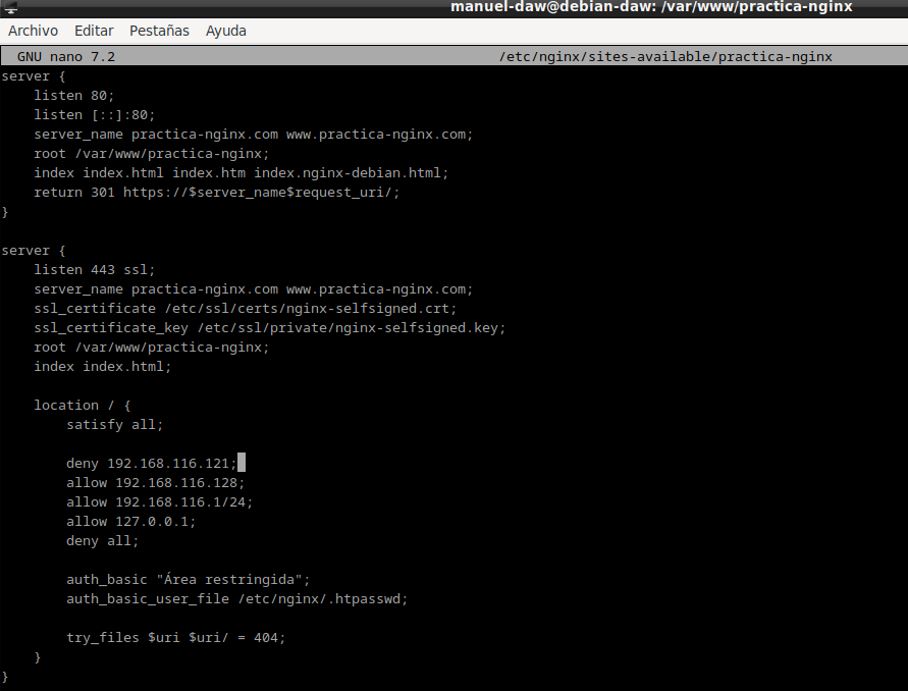 manuel-daw@debian-daw: /var/www/practica-nginx
Archivo Editar Pestañas Ayuda
GNU nano 7.2 /etc/nginx/sites-available/practica-nginx
server {
    listen 80;
    listen [::]:80;
    server_name practica-nginx.com www.practica-nginx.com;
    root /var/www/practica-nginx;
    index index.html index.htm index.nginx-debian.html;
    return 301 https://$server_name$request_uri/;
}

server {
    listen 443 ssl;
    server_name practica-nginx.com www.practica-nginx.com;
    ssl_certificate /etc/ssl/certs/nginx-selfsigned.crt;
    ssl_certificate_key /etc/ssl/private/nginx-selfsigned.key;
    root /var/www/practica-nginx;
    index index.html;

    location / {
        satisfy all;

        deny 192.168.116.121;
        allow 192.168.116.128;
        allow 192.168.116.1/24;
        allow 127.0.0.1;
        deny all;

        auth_basic "Área restringida";
        auth_basic_user_file /etc/nginx/.htpasswd;

        try_files $uri $uri/ = 404;
    }
}